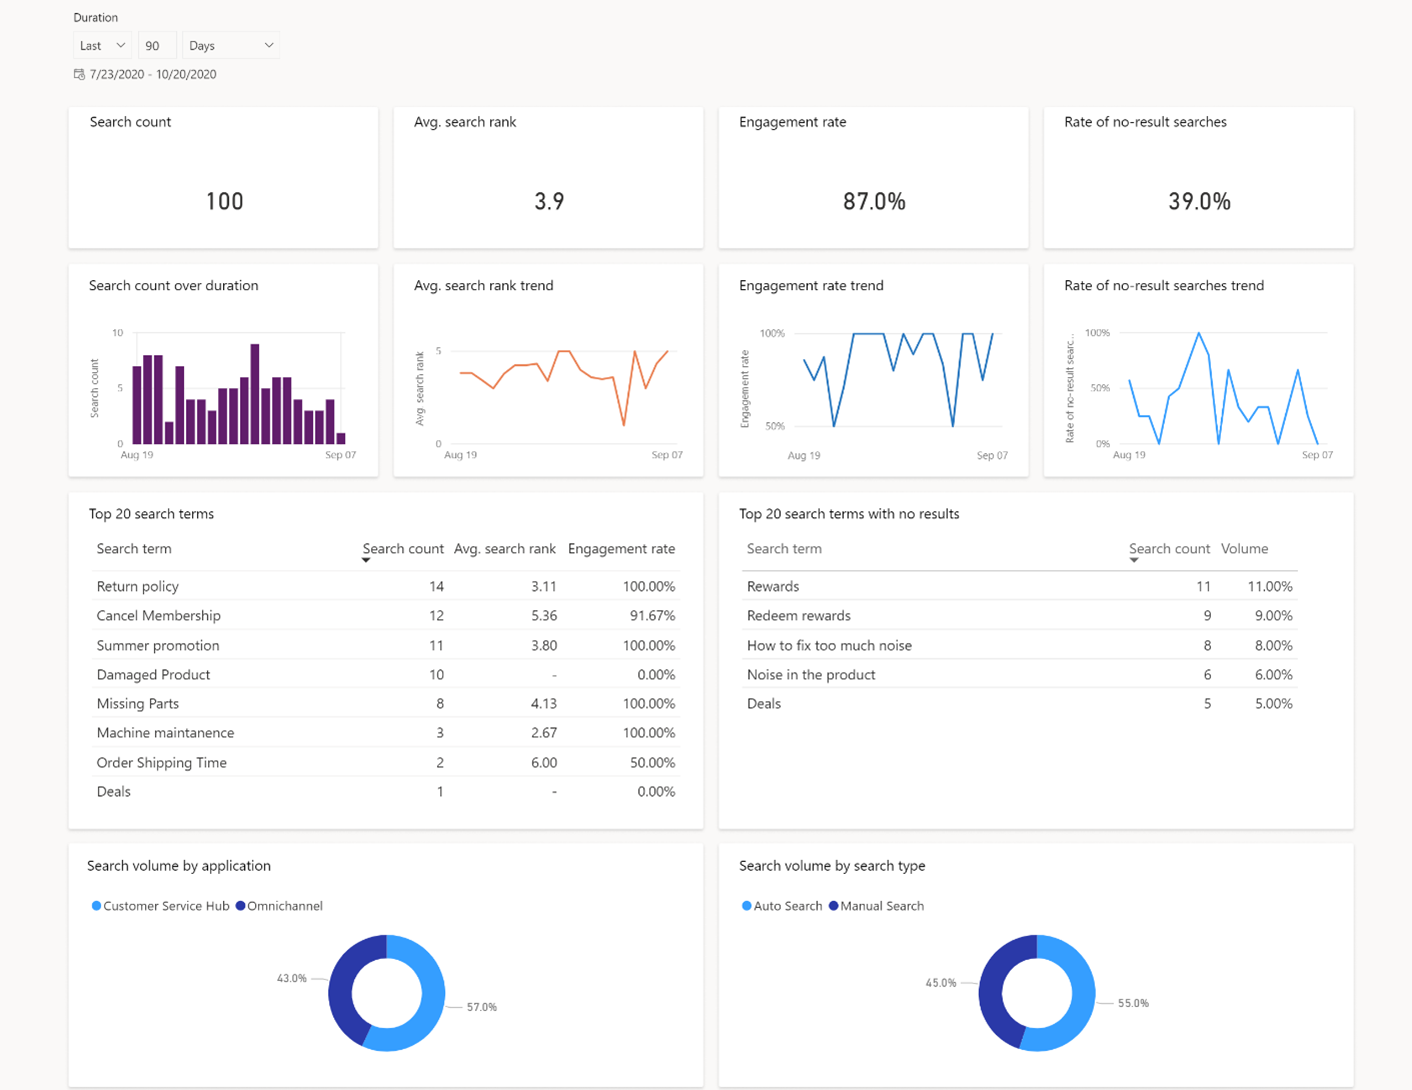 Duration
Last 90 Days
7/23/2020 - 10/20/2020
Search count
100
Avg. search rank
3.9
Engagement rate
87.0%
Rate of no-result searches
39.0%
Search count over duration
Search count
10
5
0
Aug 19
Sep 07
Avg. search rank trend
Avg. search rank
5
0
Aug 19
Sep 07
Engagement rate trend
Engagement rate
100%
50%
Aug 19
Sep 07
Rate of no-result searches trend
Rate of no-result searc...
100%
50%
0%
Aug 19
Sep 07
Top 20 search terms
Search term Search count Avg. search rank Engagement rate
Return policy 14 3.11 100.00%
Cancel Membership 12 5.36 91.67%
Summer promotion 11 3.80 100.00%
Damaged Product 10 - 0.00%
Missing Parts 8 4.13 100.00%
Machine maintanence 3 2.67 100.00%
Order Shipping Time 2 6.00 50.00%
Deals 1 - 0.00%
Top 20 search terms with no results
Search term Search count Volume
Rewards 11 11.00%
Redeem rewards 9 9.00%
How to fix too much noise 8 8.00%
Noise in the product 6 6.00%
Deals 5 5.00%
Search volume by application
Customer Service Hub Omnichannel
43.0%
57.0%
Search volume by search type
Auto Search Manual Search
45.0%
55.0%